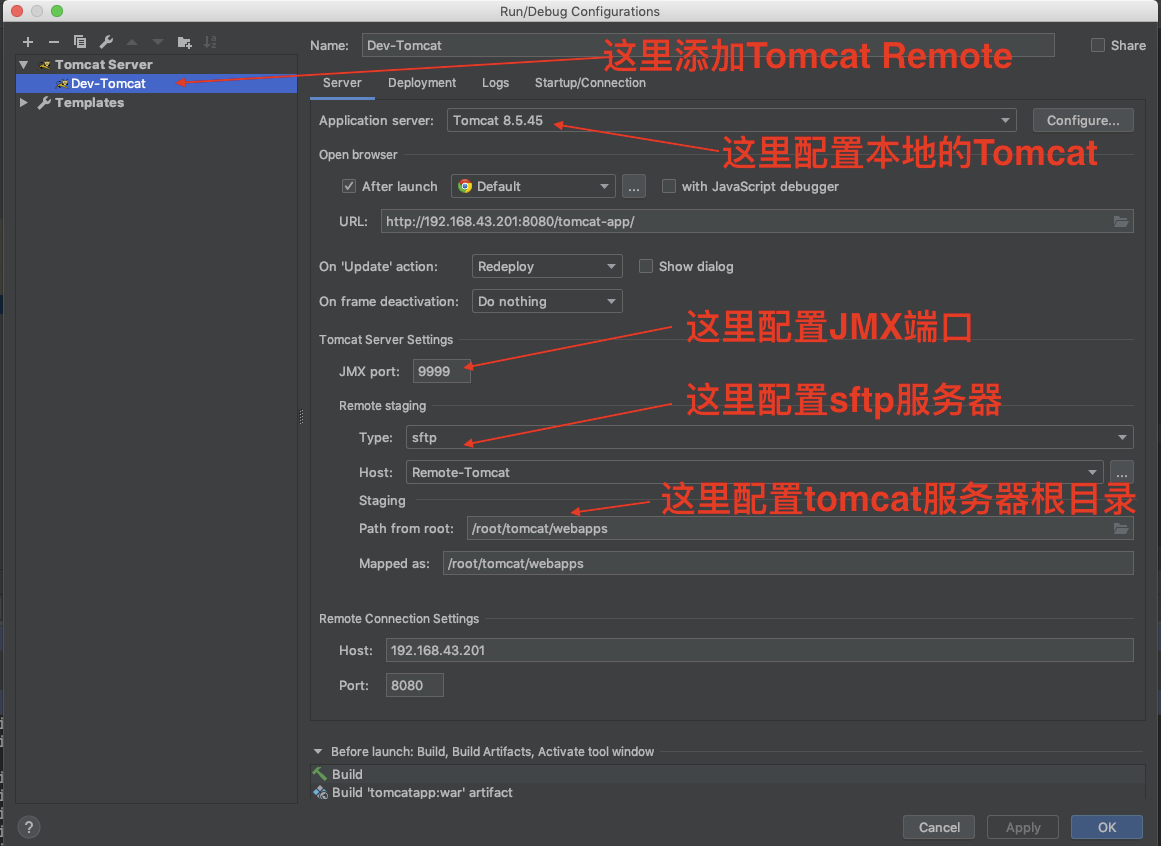 Run/Debug Configurations
Name: Dev-Tomcat Share
Tomcat Server
Dev-Tomcat
Templates
这里添加Tomcat Remote
Server Deployment Logs Startup/Connection
Application server: Tomcat 8.5.45 Configure...
这里配置本地的Tomcat
Open browser
After launch Default ... with JavaScript debugger
URL: http://192.168.43.201:8080/tomcat-app/
On 'Update' action: Redeploy Show dialog
On frame deactivation: Do nothing
这里配置JMX端口
Tomcat Server Settings
JMX port: 9999
这里配置sftp服务器
Remote staging
Type: sftp
Host: Remote-Tomcat ...
Staging
这里配置tomcat服务器根目录
Path from root: /root/tomcat/webapps
Mapped as: /root/tomcat/webapps
Remote Connection Settings
Host: 192.168.43.201
Port: 8080
Before launch: Build, Build Artifacts, Activate tool window
Build
Build 'tomcatapp:war' artifact
? Cancel Apply OK